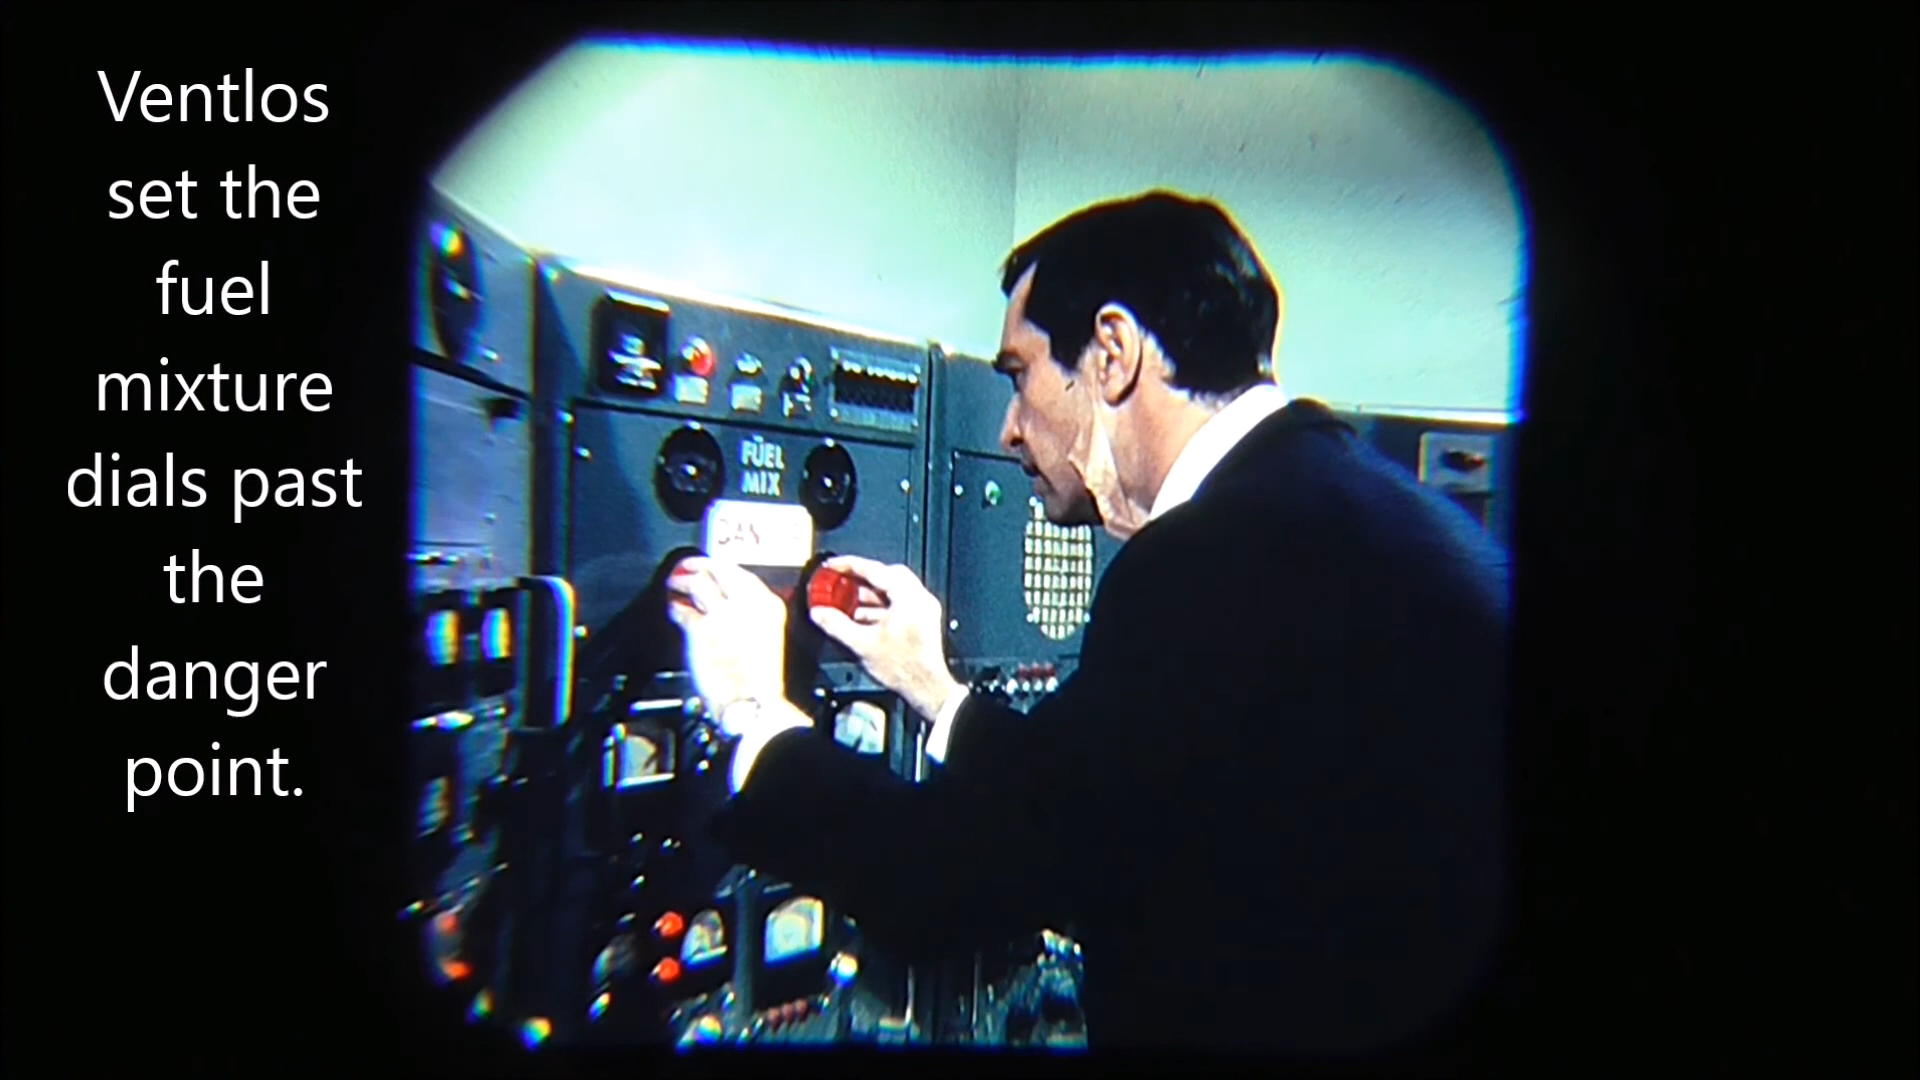 Ventlos
set the
fuel
mixture
dials past
the
danger
point.
FUEL
MIX